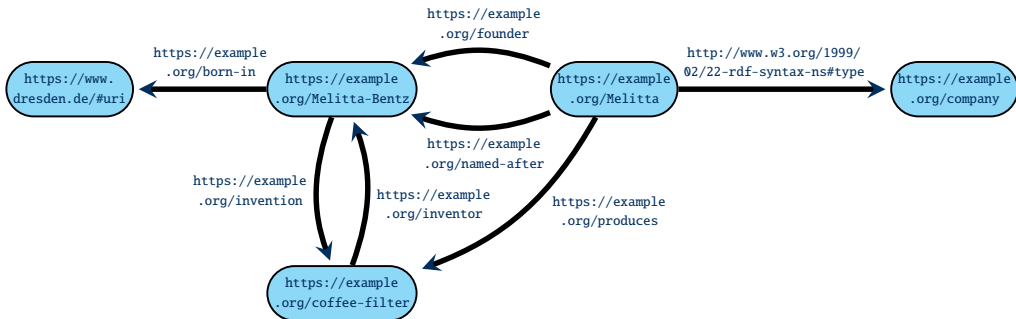 https://example
.org/founder
https://example
.org/born-in
http://www.w3.org/1999/
02/22-rdf-syntax-ns#type
https://www.
dresden.de/#uri
https://example
.org/Melitta-Bentz
https://example
.org/Melitta
https://example
.org/company
https://example
.org/named-after
https://example
.org/invention
https://example
.org/inventor
https://example
.org/produces
https://example
.org/coffee-filter